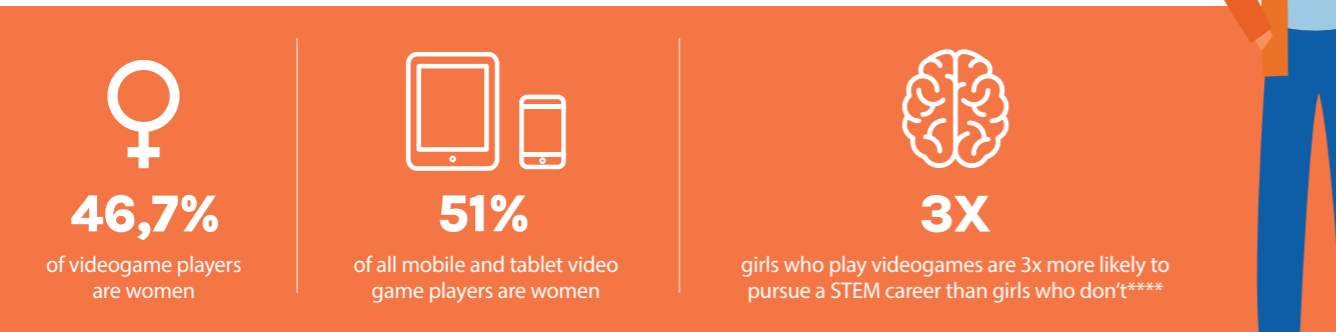 46,7%
of videogame players
are women
51%
of all mobile and tablet video
game players are women
3X
girls who play videogames are 3x more likely to
pursue a STEM career than girls who don't****